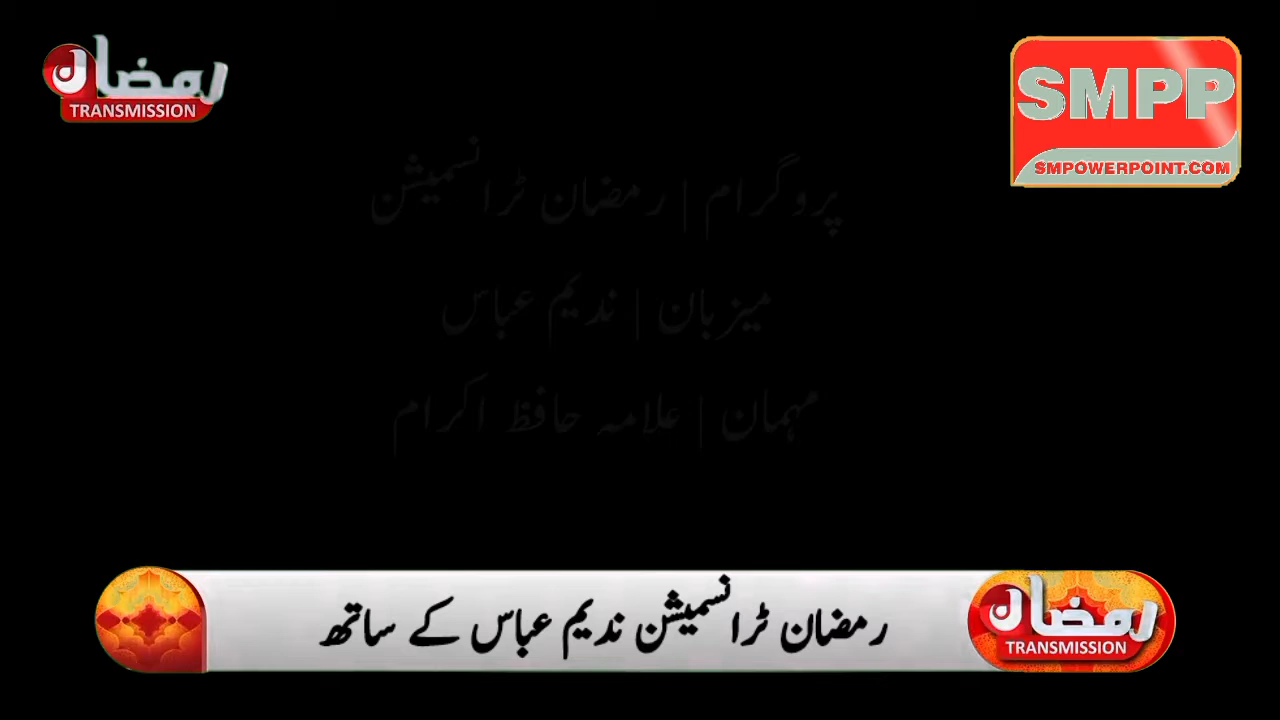 رمضان
TRANSMISSION
SMPP
SMPOWERPOINT.COM
پروگرام | رمضان ٹرانسمیشن
میزبان | ندیم عباس
مہمان | علامہ حافظ اکرام
رمضان ٹرانسمیشن ندیم عباس کے ساتھ
رمضان
TRANSMISSION